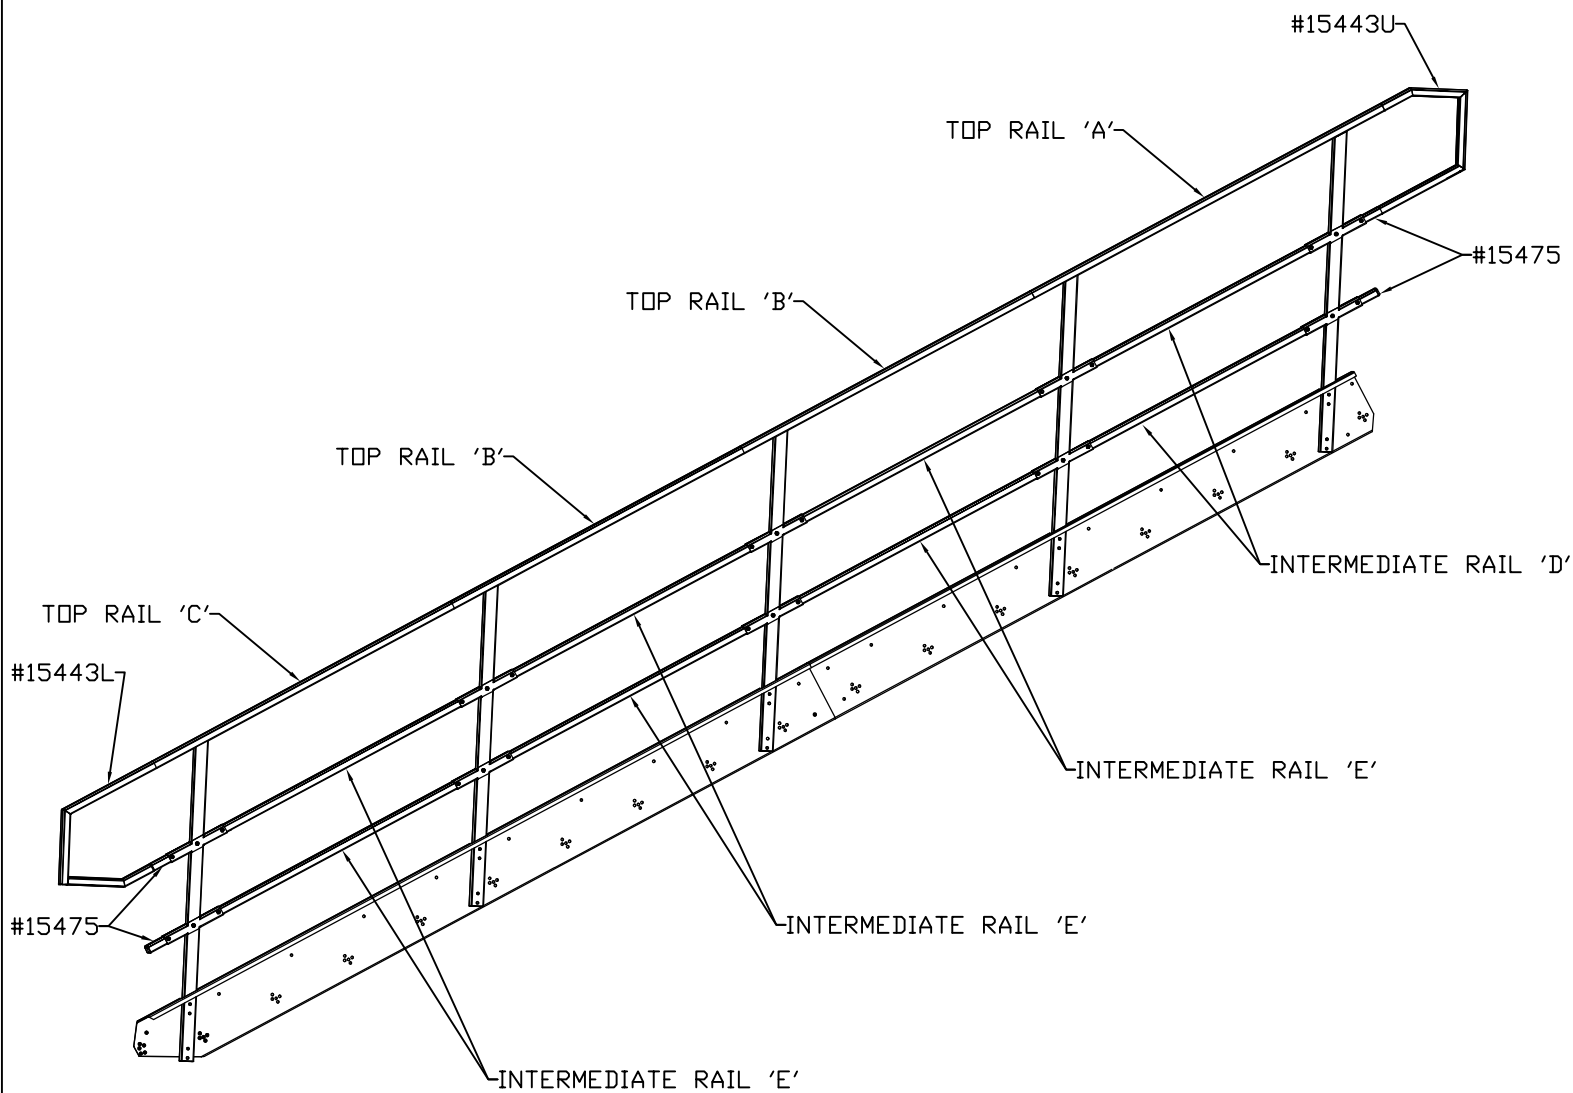 #15443U
TOP RAIL 'A'
#15475
TOP RAIL 'B'
TOP RAIL 'B'
INTERMEDIATE RAIL 'D'
TOP RAIL 'C'
#15443L
INTERMEDIATE RAIL 'E'
#15475
INTERMEDIATE RAIL 'E'
INTERMEDIATE RAIL 'E'